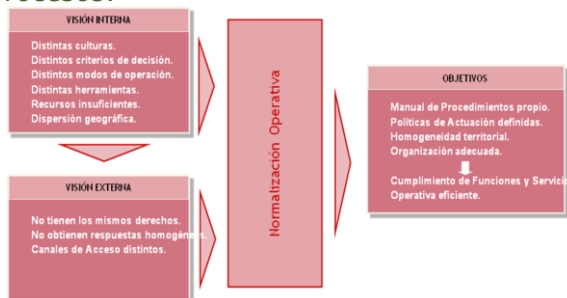 VISIÓN INTERNA
Distintas culturas.
Distintos criterios de decisión.
Distintos modos de operación.
Distintas herramientas.
Recursos insuficientes.
Dispersión geográfica.
VISIÓN EXTERNA
No tienen los mismos derechos.
No obtienen respuestas homogéneas.
Canales de Acceso distintos.
Normalización Operativa
OBJETIVOS
Manual de Procedimientos propio.
Políticas de Actuación definidas.
Homogeneidad territorial.
Organización adecuada.
Cumplimiento de Funciones y Servicio
Operativa eficiente.